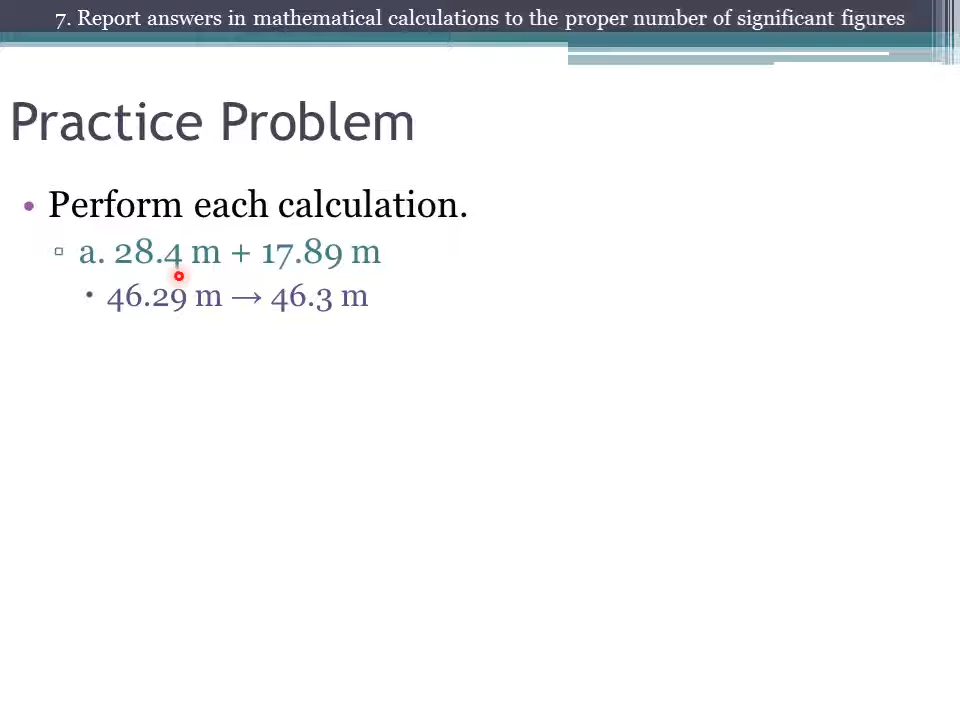 7. Report answers in mathematical calculations to the proper number of significant figures
Practice Problem
• Perform each calculation.
▫ a. 28.4 m + 17.89 m
▪ 46.29 m → 46.3 m